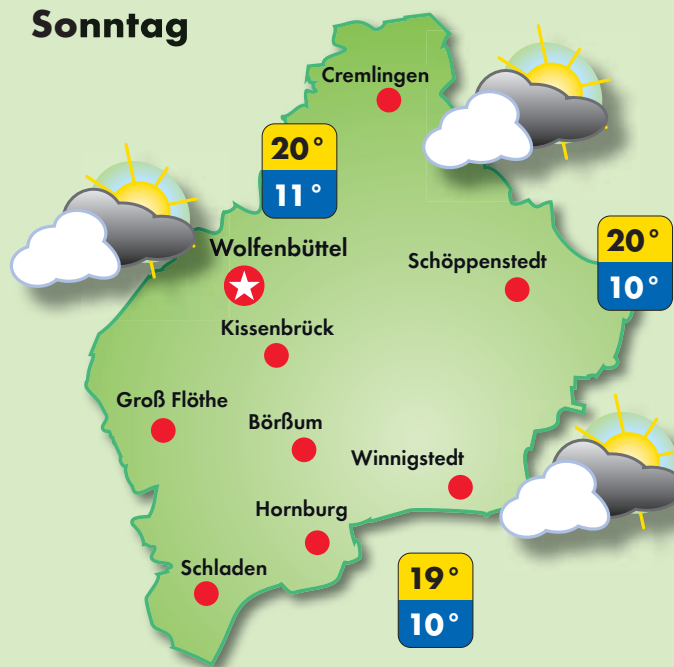 Sonntag
Cremlingen
20°
11°
Wolfenbüttel
Schöppenstedt
20°
10°
Kissenbrück
Groß Flöthe
Börßum
Winnigstedt
Hornburg
Schladen
19°
10°